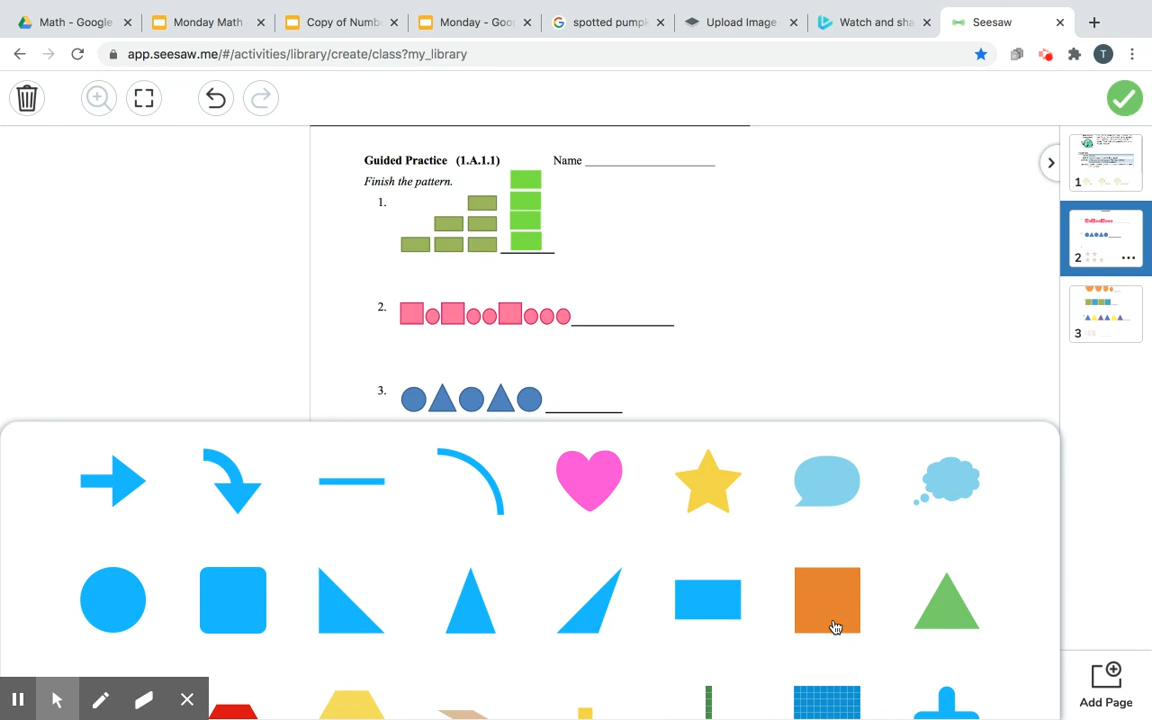 Math - Google
Monday Math
Copy of Numb
Monday - Goo
spotted pumpk
Upload Image
Watch and sha
Seesaw
app.seesaw.me/#/activities/library/create/class?my_library
T
Guided Practice (1.A.1.1) Name
Finish the pattern.
1.
2.
3.
1
2
3
Add Page